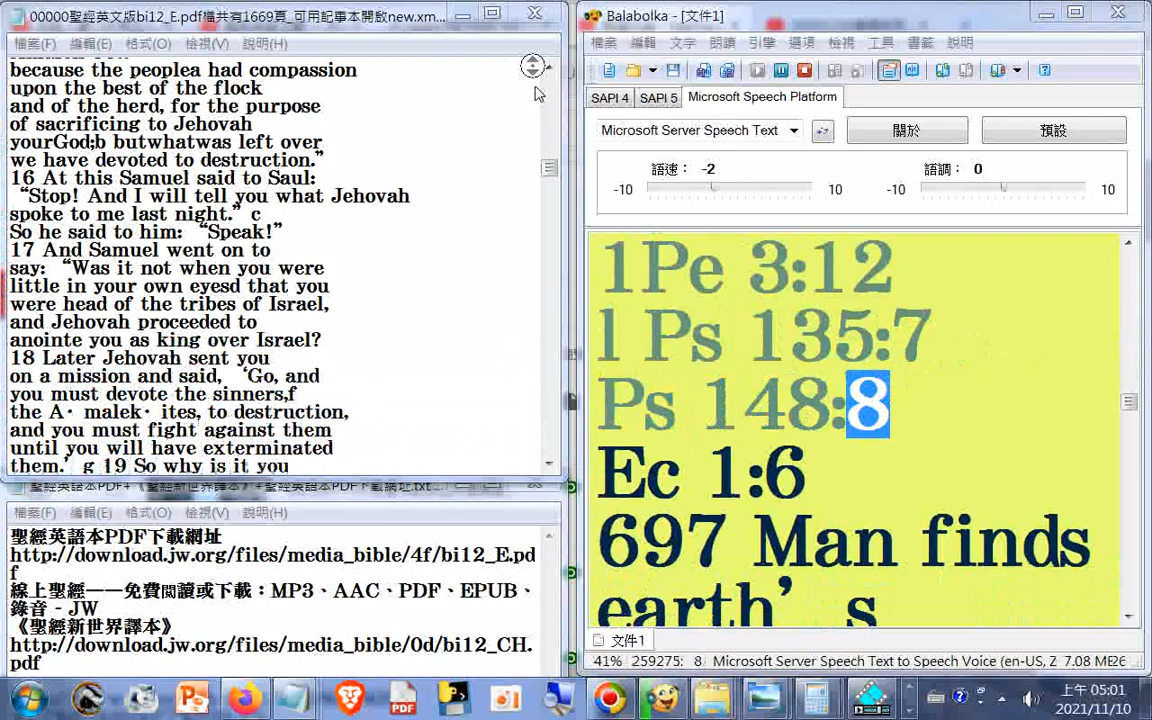 00000聖經英文版bi12_E.pdf檔共有1669頁_可用記事本開啟new.xm...
檔案(F) 編輯(E) 格式(O) 檢視(V) 說明(H)
because the peoplea had compassion
upon the best of the flock
and of the herd, for the purpose
of sacrificing to Jehovah
yourGod;b butwhatwas left over
we have devoted to destruction.”
16 At this Samuel said to Saul:
“Stop! And I will tell you what Jehovah
spoke to me last night.” c
So he said to him: “Speak!”
17 And Samuel went on to
say: “Was it not when you were
little in your own eyesd that you
were head of the tribes of Israel,
and Jehovah proceeded to
anointe you as king over Israel?
18 Later Jehovah sent you
on a mission and said, ‘Go, and
you must devote the sinners,f
the A· malek· ites, to destruction,
and you must fight against them
until you will have exterminated
them.’ g 19 So why is it you
聖經英語本PDF+《聖經新世界譯本》+聖經英語本PDF下載網址.txt ...
檔案(F) 編輯(E) 格式(O) 檢視(V) 說明(H)
聖經英語本PDF下載網址
http://download.jw.org/files/media_bible/4f/bi12_E.pd
f
線上聖經——免費閱讀或下載：MP3、AAC、PDF、EPUB、
錄音 - JW
《聖經新世界譯本》
http://download.jw.org/files/media_bible/0d/bi12_CH.
pdf
Balabolka - [文件1]
檔案 編輯 文字 朗讀 引擎 選項 檢視 工具 書籤 說明
SAPI 4 SAPI 5 Microsoft Speech Platform
Microsoft Server Speech Text 關於 預設
語速： -2 語調： 0
-10 10 -10 10
1Pe 3:12
l Ps 135:7
Ps 148:8
Ec 1:6
697 Man finds
earth’ s
文件1
41% 259275: 8 Microsoft Server Speech Text to Speech Voice (en-US, Z 7.08 ME26
上午 05:01
2021/11/10